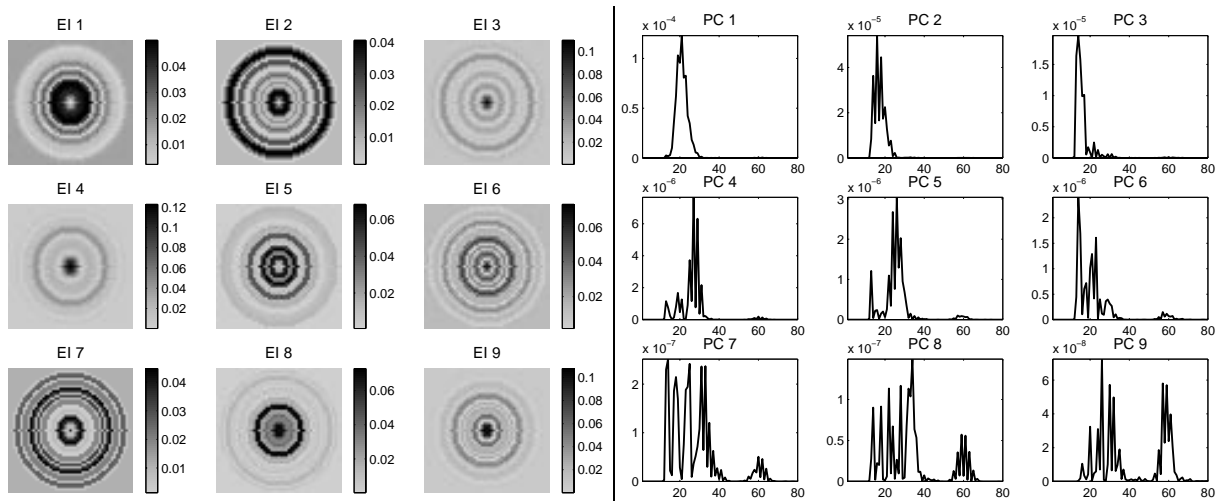 EI 1
0.04
0.03
0.02
0.01
EI 2
0.04
0.03
0.02
0.01
EI 3
0.1
0.08
0.06
0.04
0.02
EI 4
0.12
0.1
0.08
0.06
0.04
0.02
EI 5
0.06
0.04
0.02
EI 6
0.06
0.04
0.02
EI 7
0.04
0.03
0.02
0.01
EI 8
0.06
0.04
0.02
EI 9
0.1
0.08
0.06
0.04
0.02
x 10⁻⁴
PC 1
1
0.5
0
20 40 60 80
x 10⁻⁵
PC 2
4
2
0
20 40 60 80
x 10⁻⁵
PC 3
1.5
1
0.5
0
20 40 60 80
x 10⁻⁶
PC 4
6
4
2
0
20 40 60 80
x 10⁻⁶
PC 5
3
2
1
0
20 40 60 80
x 10⁻⁶
PC 6
2
1
0
20 40 60 80
x 10⁻⁷
PC 7
2
1
0
20 40 60 80
x 10⁻⁷
PC 8
1.5
1
0.5
0
20 40 60 80
x 10⁻⁸
PC 9
6
4
2
0
20 40 60 80